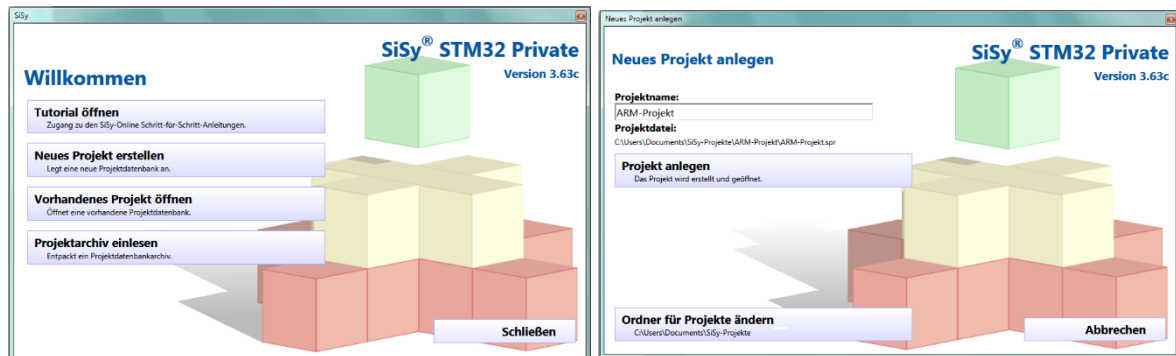 SiSy
SiSy® STM32 Private
Version 3.63c
Willkommen
Tutorial öffnen
Zugang zu den SiSy-Online Schritt-für-Schritt-Anleitungen.
Neues Projekt erstellen
Legt eine neue Projektdatenbank an.
Vorhandenes Projekt öffnen
Öffnet eine vorhandene Projektdatenbank.
Projektarchiv einlesen
Entpackt ein Projektdatenbankarchiv.
Schließen
Neues Projekt anlegen
SiSy® STM32 Private
Version 3.63c
Neues Projekt anlegen
Projektname:
ARM-Projekt
Projektdatei:
C:\Users\Documents\SiSy-Projekte\ARM-Projekt\ARM-Projekt.spr
Projekt anlegen
Das Projekt wird erstellt und geöffnet.
Ordner für Projekte ändern
C:\Users\Documents\SiSy-Projekte
Abbrechen